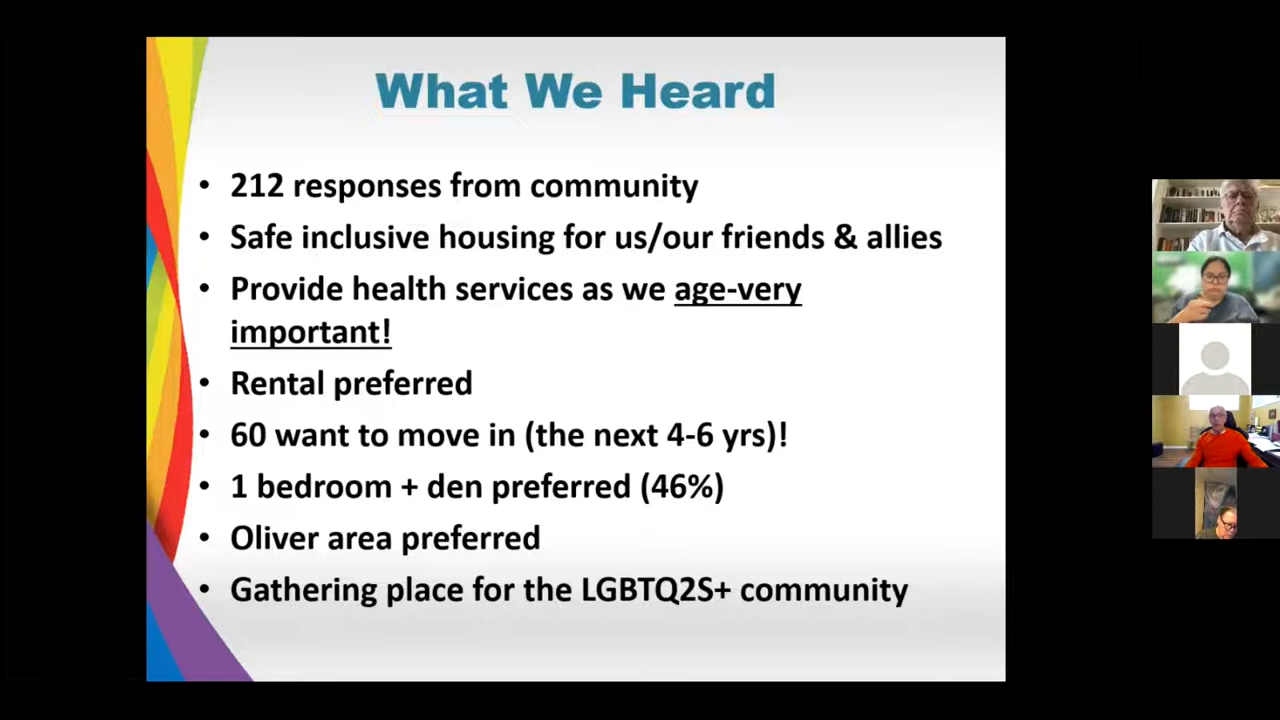 What We Heard
• 212 responses from community
• Safe inclusive housing for us/our friends & allies
• Provide health services as we age-very
important!
• Rental preferred
• 60 want to move in (the next 4-6 yrs)!
• 1 bedroom + den preferred (46%)
• Oliver area preferred
• Gathering place for the LGBTQ2S+ community